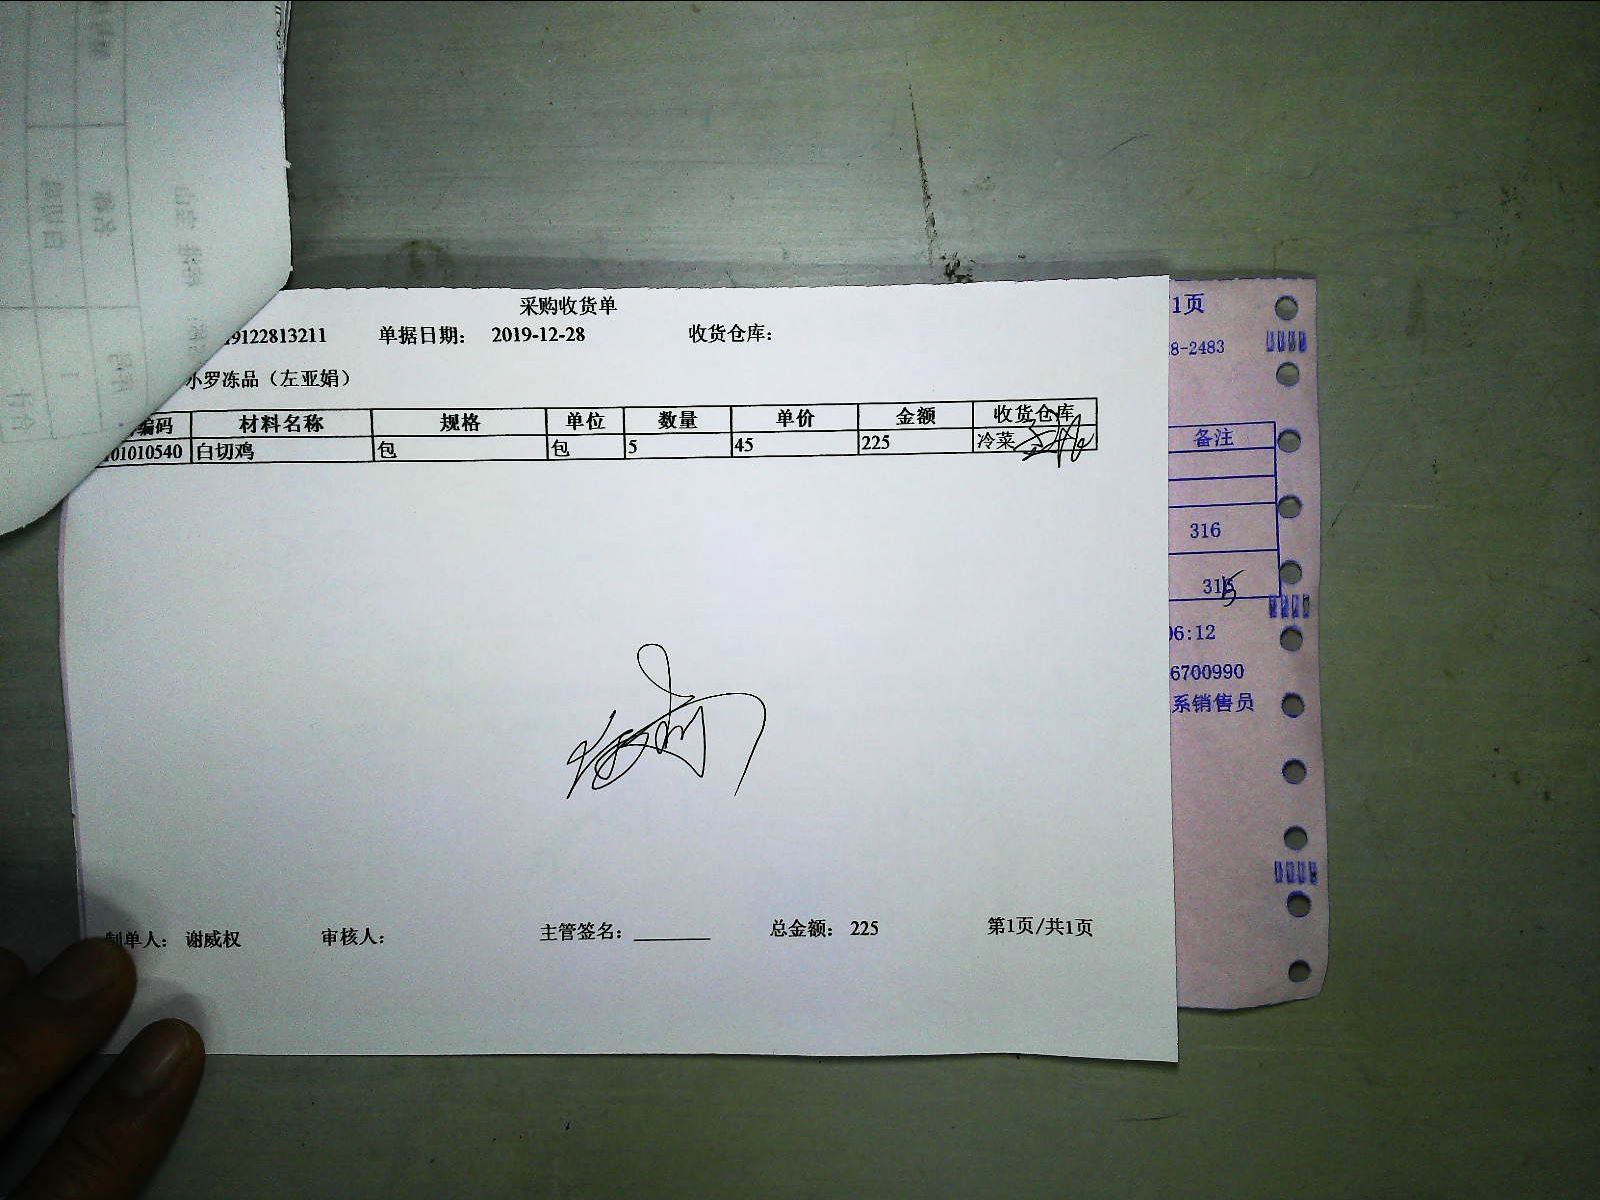 采购收货单
9122813211 单据日期: 2019-12-28 收货仓库:
小罗冻品（左亚娟）
编码 材料名称 规格 单位 数量 单价 金额 收货仓库
01010540 白切鸡 包 包 5 45 225 冷菜
制单人: 谢威权 审核人: 主管签名: 总金额: 225 第1页/共1页
1页
8-2483
备注
316
06:12
6700990
系销售员